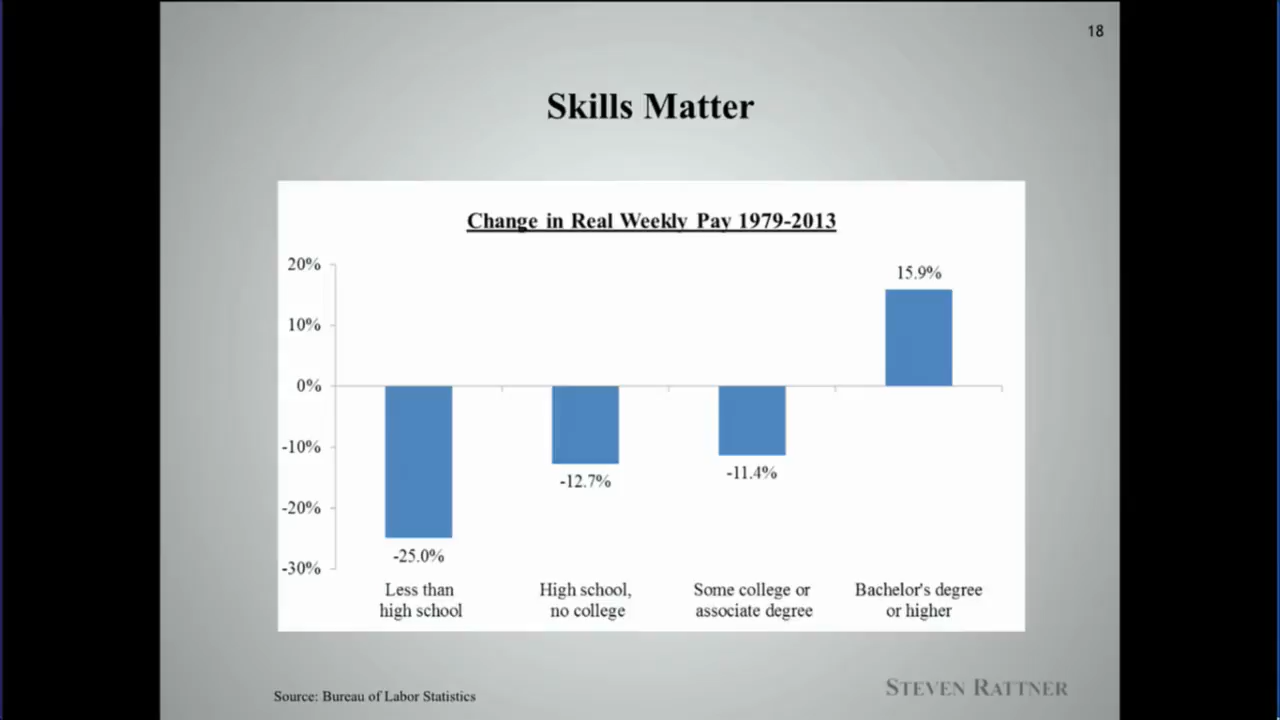 18
Skills Matter
Change in Real Weekly Pay 1979-2013
20%
15.9%
10%
0%
-10%
-12.7%
-11.4%
-20%
-25.0%
-30%
Less than
high school
High school,
no college
Some college or
associate degree
Bachelor's degree
or higher
Source: Bureau of Labor Statistics
STEVEN RATTNER